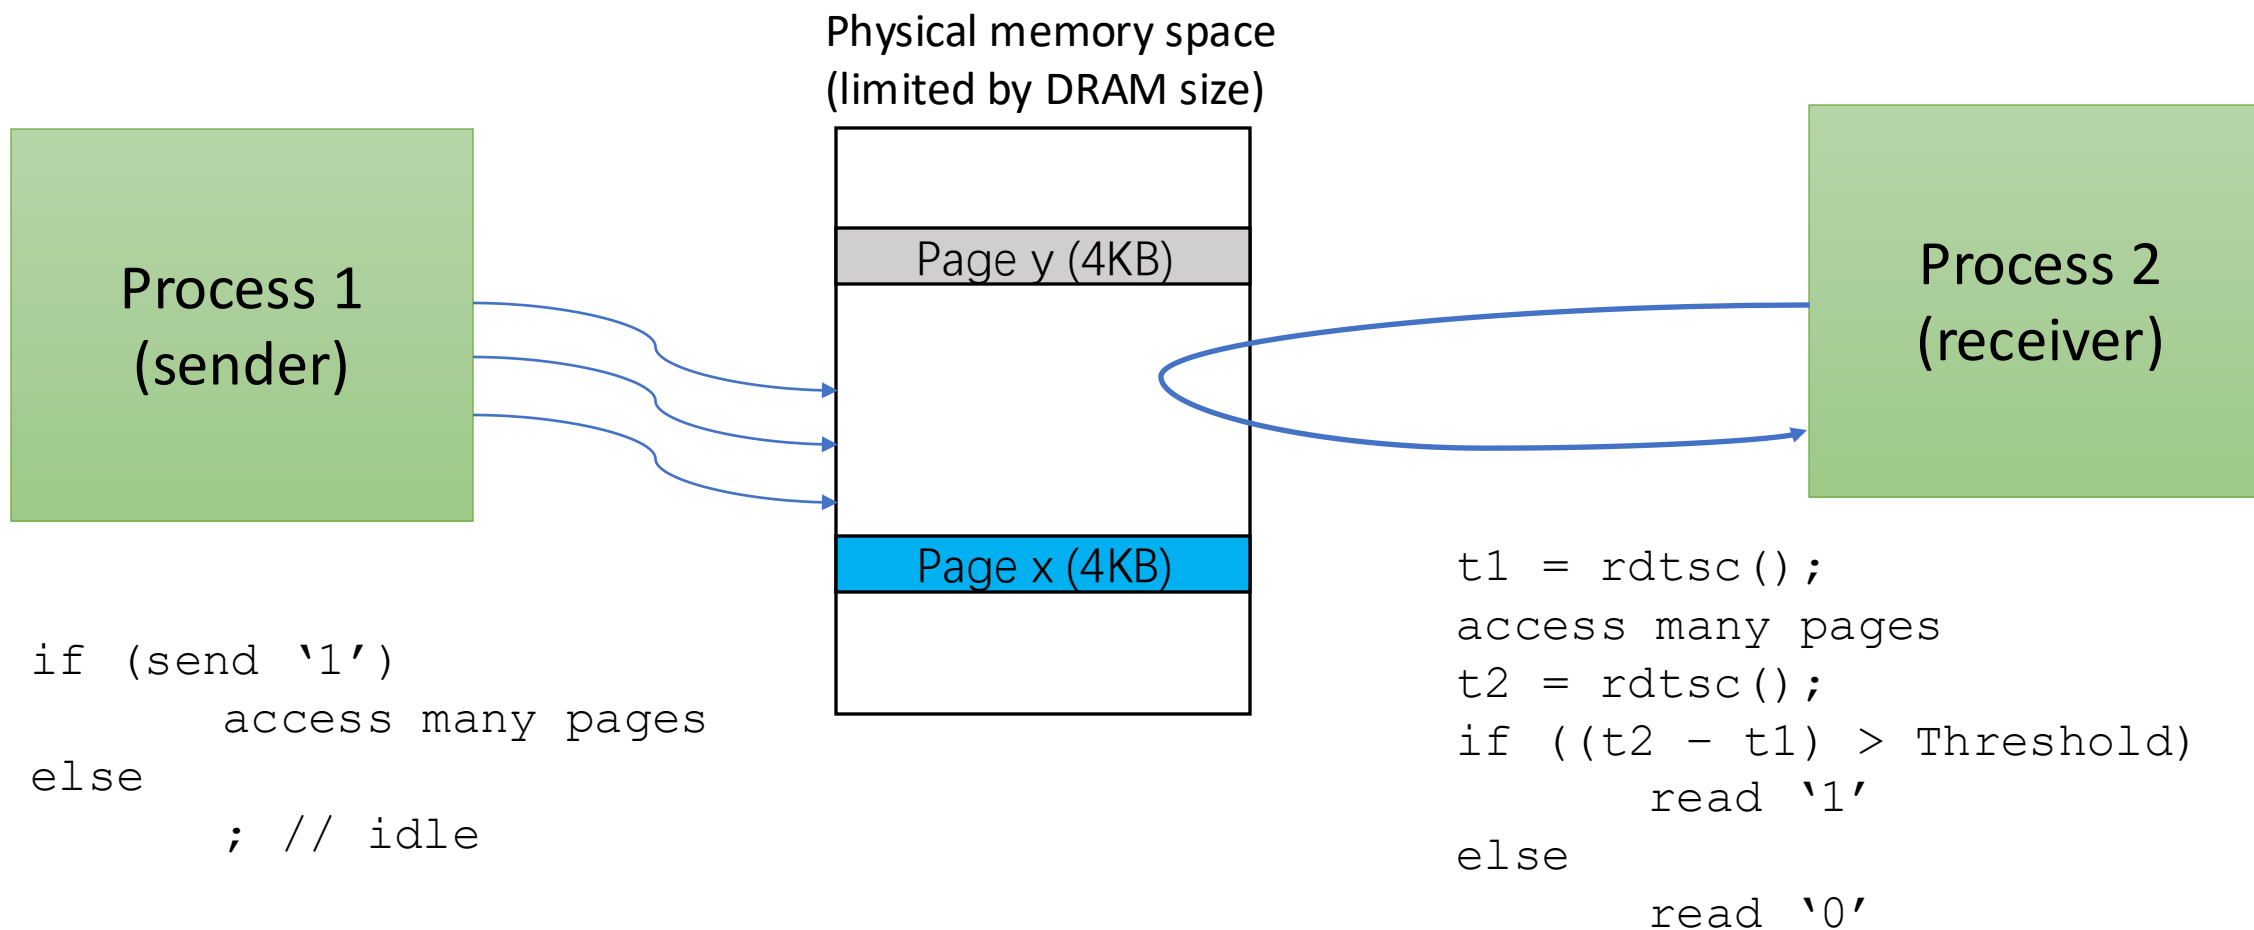 Physical memory space
(limited by DRAM size)
Process 1
(sender)
Page y (4KB)
Page x (4KB)
Process 2
(receiver)
if (send ‘1’)
access many pages
else
; // idle
t1 = rdtsc();
access many pages
t2 = rdtsc();
if ((t2 – t1) > Threshold)
read ‘1’
else
read ‘0’